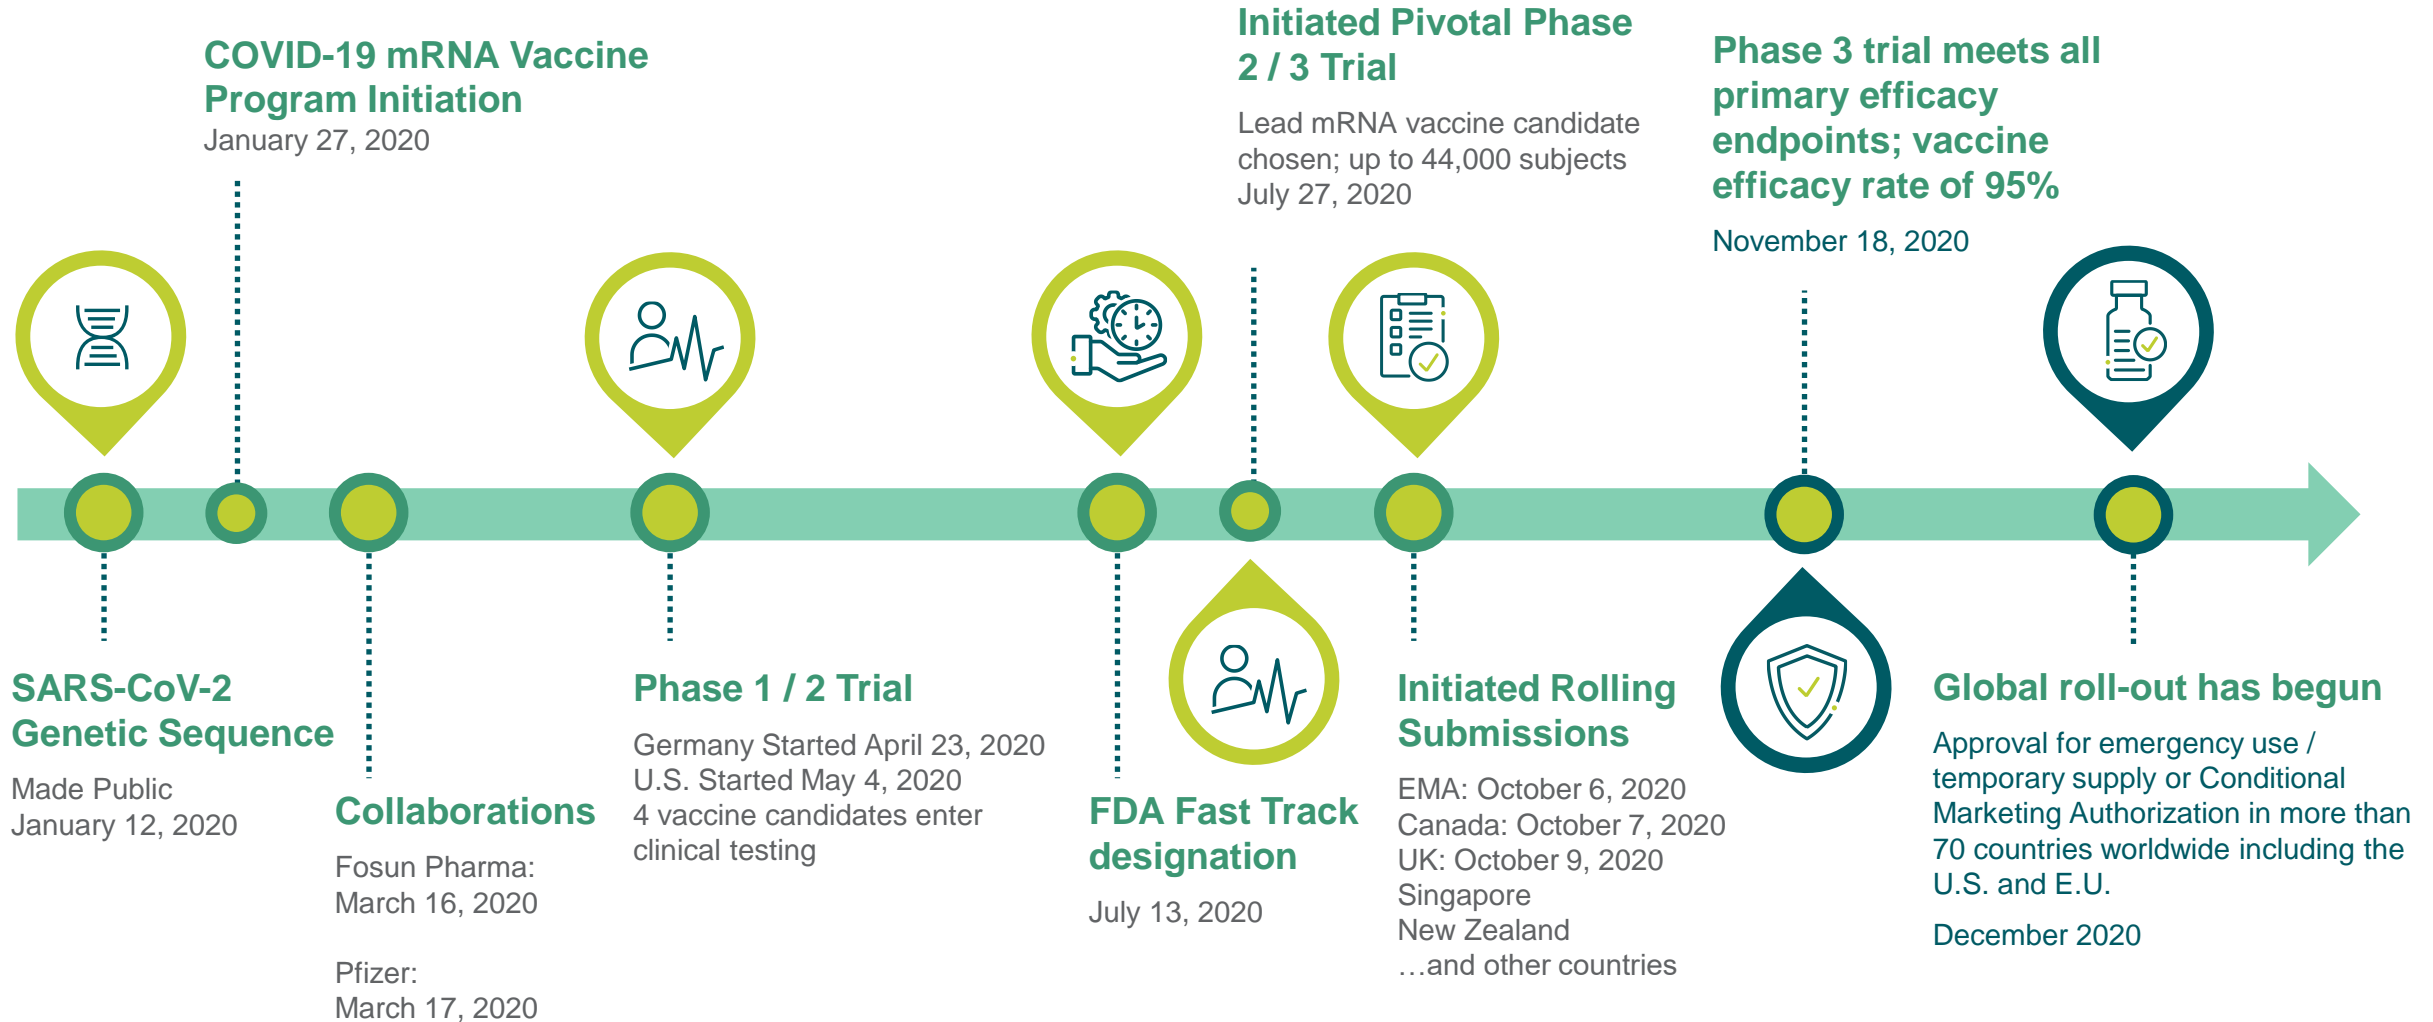 SARS-CoV-2
Genetic Sequence
Made Public
January 12, 2020
COVID-19 mRNA Vaccine
Program Initiation
January 27, 2020
Collaborations
Fosun Pharma:
March 16, 2020
Pfizer:
March 17, 2020
Phase 1 / 2 Trial
Germany Started April 23, 2020
U.S. Started May 4, 2020
4 vaccine candidates enter
clinical testing
FDA Fast Track
designation
July 13, 2020
Initiated Pivotal Phase
2 / 3 Trial
Lead mRNA vaccine candidate
chosen; up to 44,000 subjects
July 27, 2020
Initiated Rolling
Submissions
EMA: October 6, 2020
Canada: October 7, 2020
UK: October 9, 2020
Singapore
New Zealand
…and other countries
Phase 3 trial meets all
primary efficacy
endpoints; vaccine
efficacy rate of 95%
November 18, 2020
Global roll-out has begun
Approval for emergency use /
temporary supply or Conditional
Marketing Authorization in more than
70 countries worldwide including the
U.S. and E.U.
December 2020